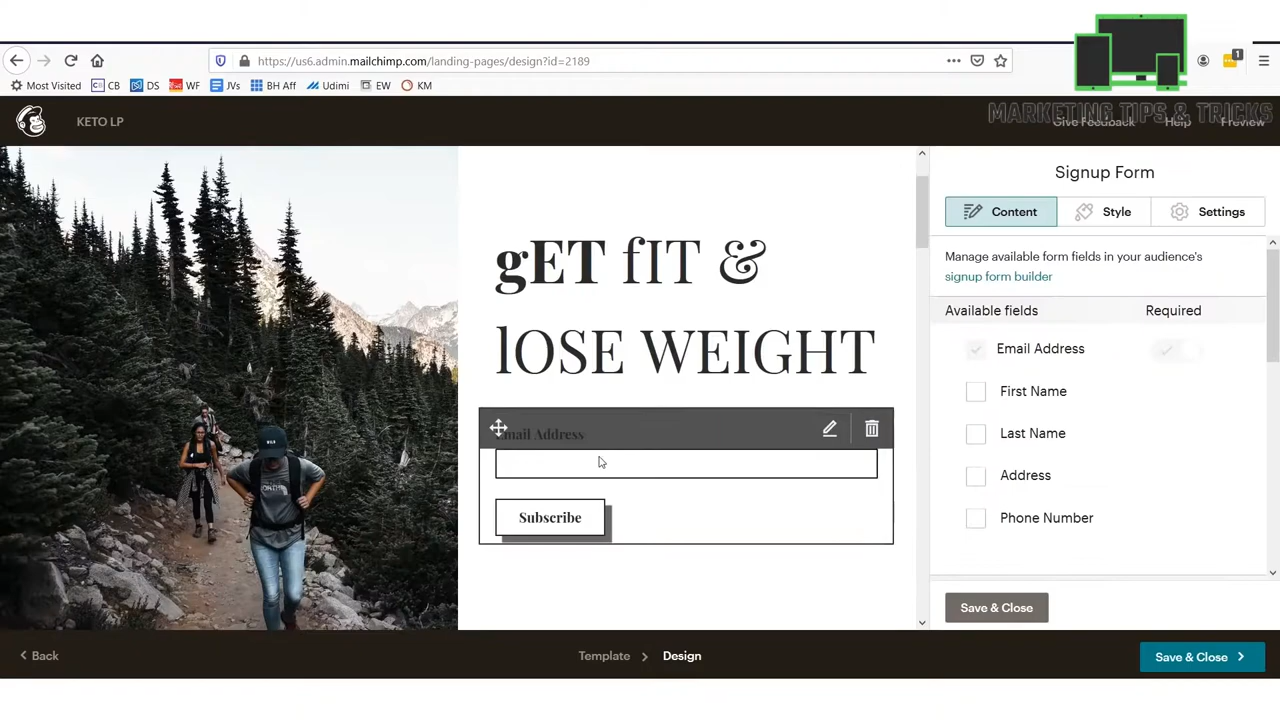 https://us6.admin.mailchimp.com/landing-pages/design?id=2189
1
Most Visited CB DS WF JVs BH Aff Udimi EW KM
KETO LP
MARKETING TIPS & TRICKS
Give Feedback Help Preview
gET fIT &
lOSE WEIGHT
Email Address
Subscribe
Signup Form
Content Style Settings
Manage available form fields in your audience's
signup form builder
Available fields Required
Email Address
First Name
Last Name
Address
Phone Number
Save & Close
Back
Template Design
Save & Close